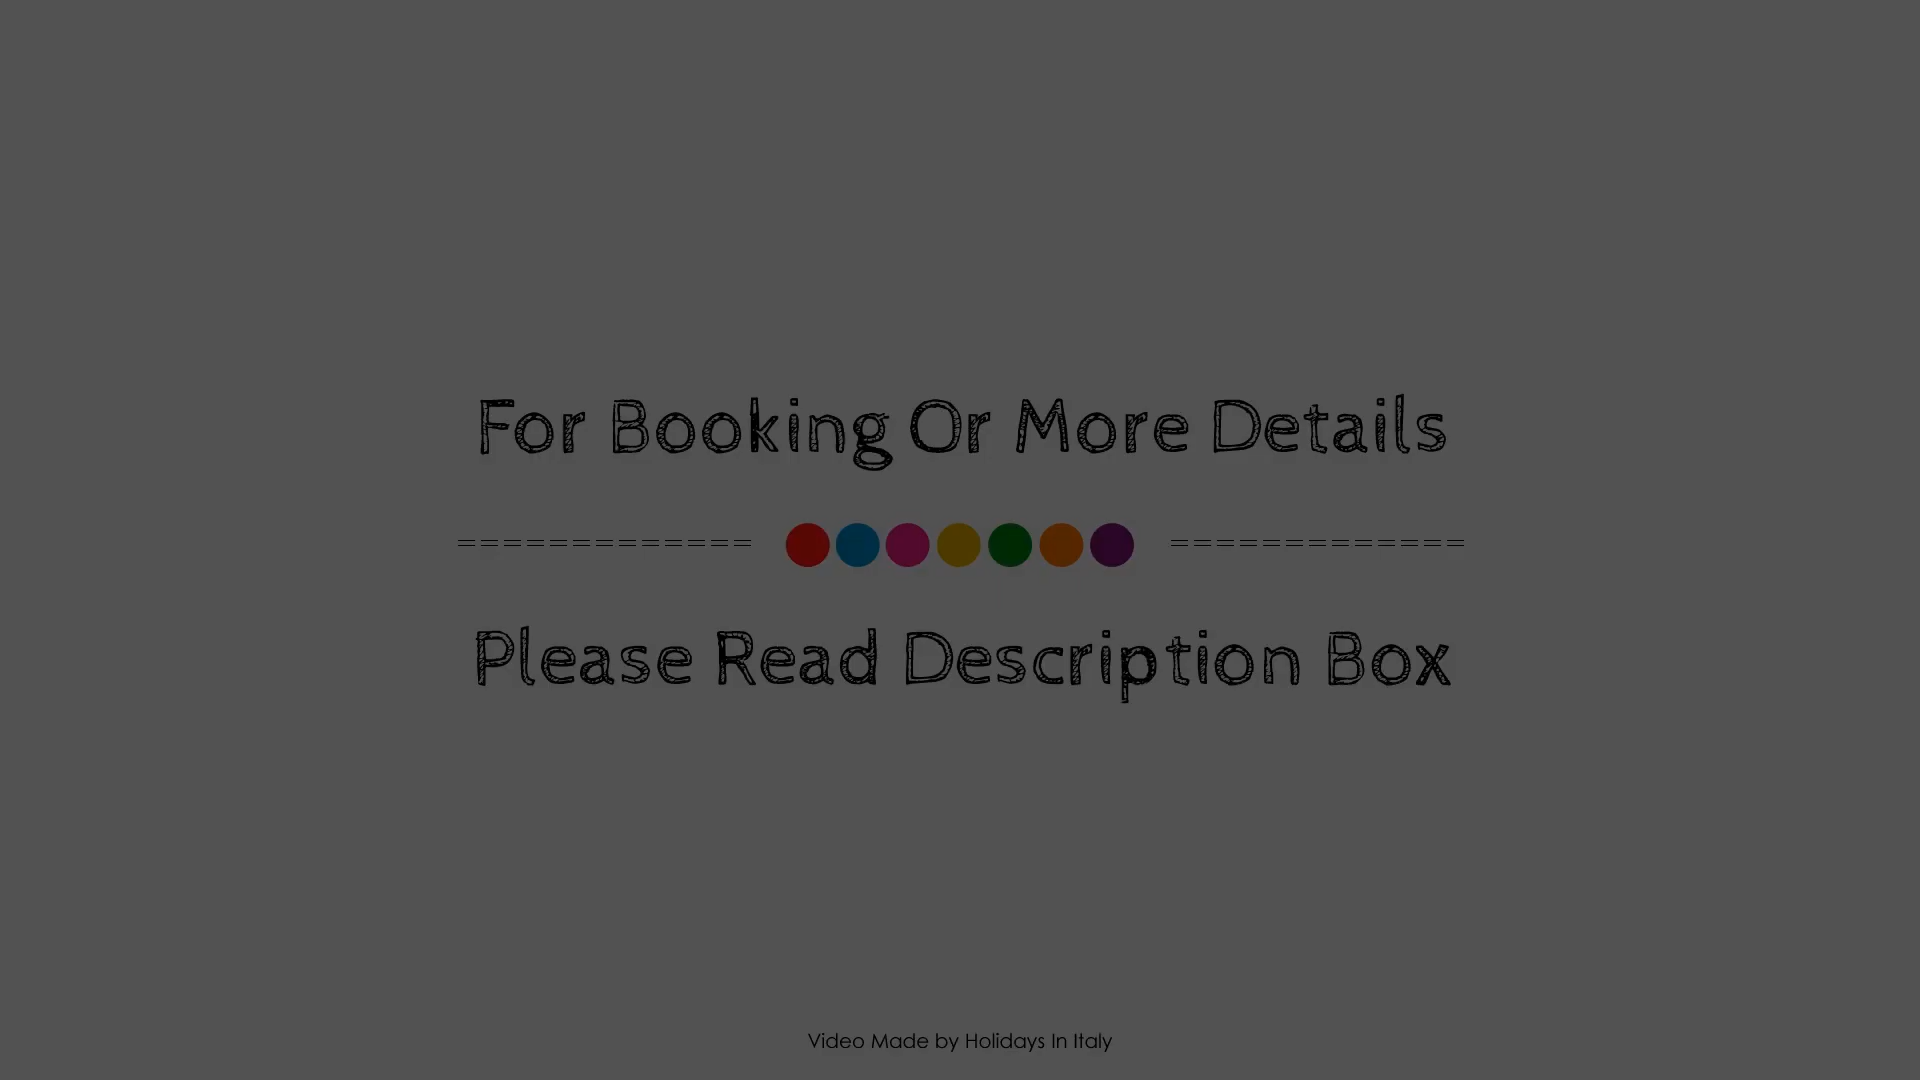 For Booking Or More Details
============= =============
Please Read Description Box
Video Made by Holidays In Italy